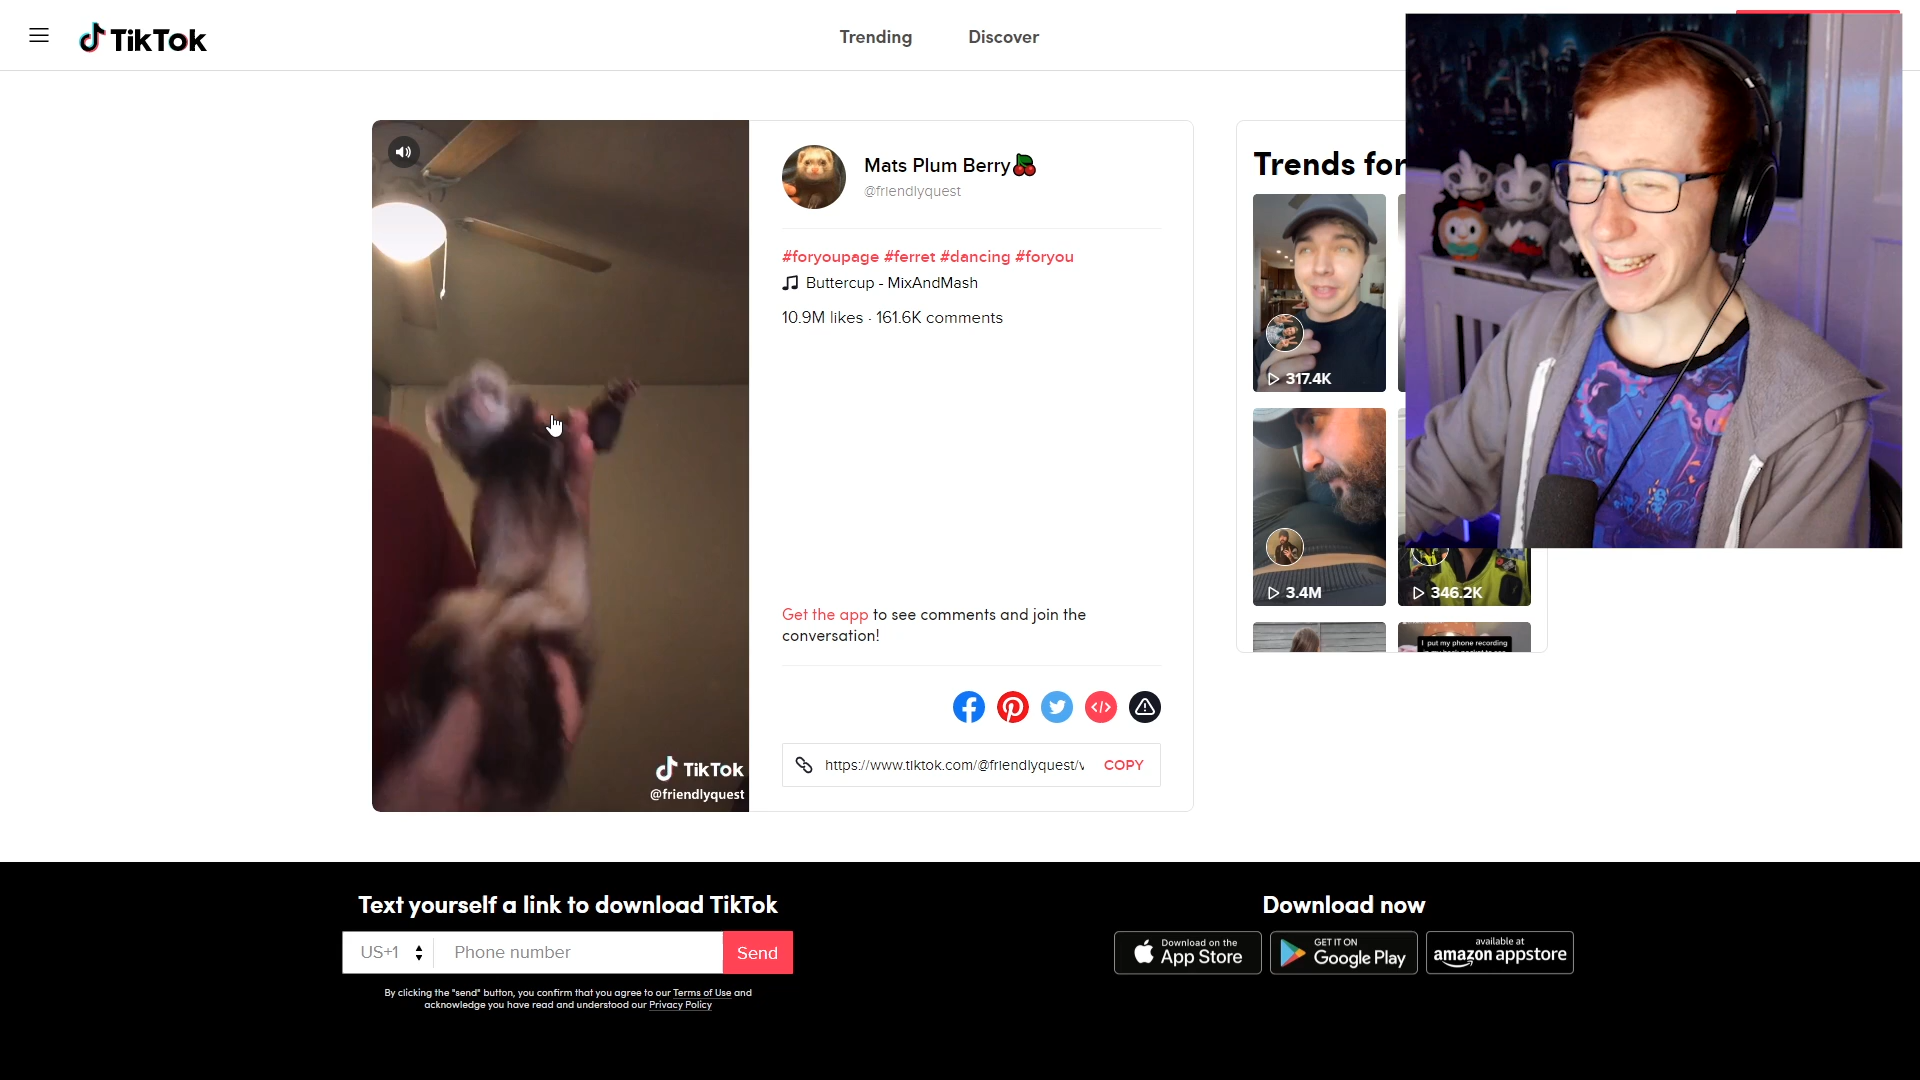 TikTok
Trending
Discover
Mats Plum Berry
@friendlyquest
#foryoupage #ferret #dancing #foryou
Buttercup - MixAndMash
10.9M likes · 161.6K comments
Get the app to see comments and join the
conversation!
https://www.tiktok.com/@friendlyquest/v
COPY
TikTok
@friendlyquest
Trends for
317.4K
3.4M
346.2K
I put my phone recording
Text yourself a link to download TikTok
US+1
Phone number
Send
By clicking the "send" button, you confirm that you agree to our Terms of Use and
acknowledge you have read and understood our Privacy Policy
Download now
Download on the
App Store
GET IT ON
Google Play
available at
amazon appstore